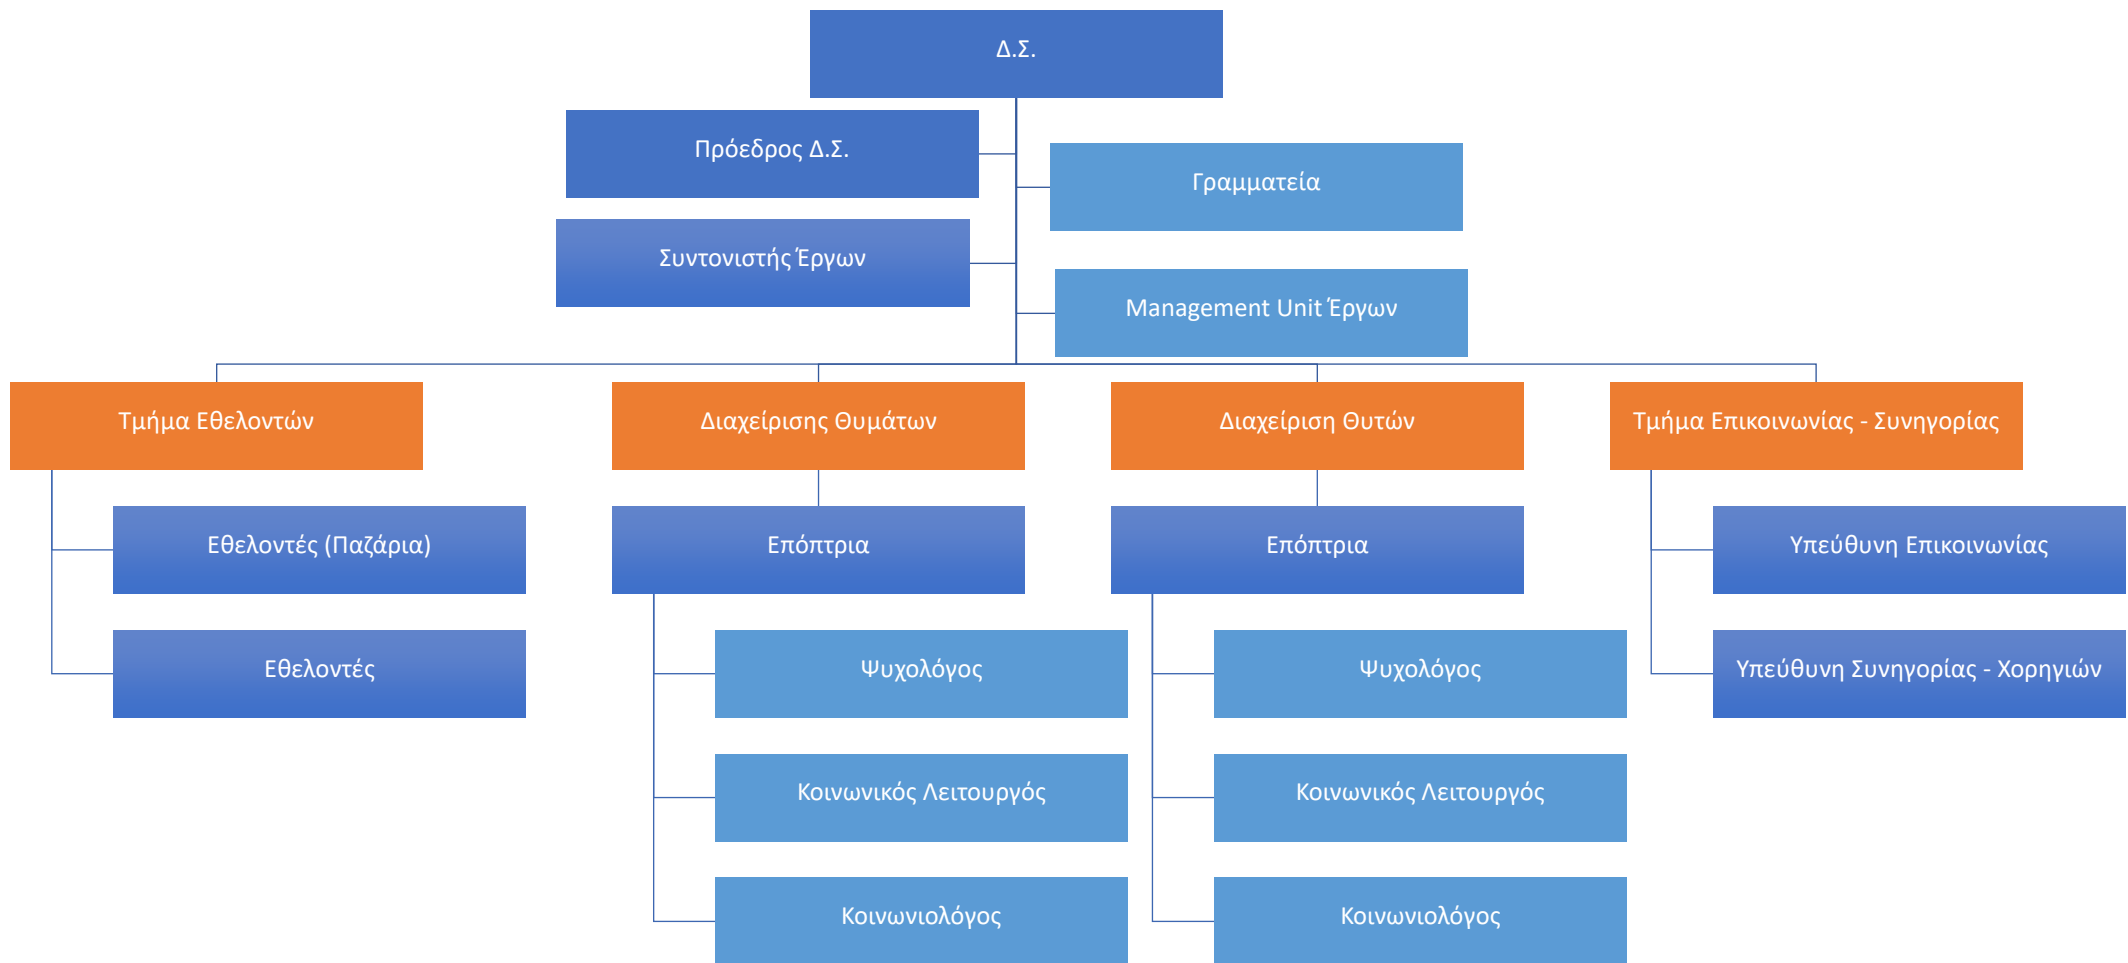 Δ.Σ.
Πρόεδρος Δ.Σ.
Γραμματεία
Συντονιστής Έργων
Management Unit Έργων
Τμήμα Εθελοντών
Διαχείρισης Θυμάτων
Διαχείριση Θυτών
Τμήμα Επικοινωνίας - Συνηγορίας
Εθελοντές (Παζάρια)
Επόπτρια
Επόπτρια
Υπεύθυνη Επικοινωνίας
Εθελοντές
Ψυχολόγος
Ψυχολόγος
Υπεύθυνη Συνηγορίας - Χορηγιών
Κοινωνικός Λειτουργός
Κοινωνικός Λειτουργός
Κοινωνιολόγος
Κοινωνιολόγος